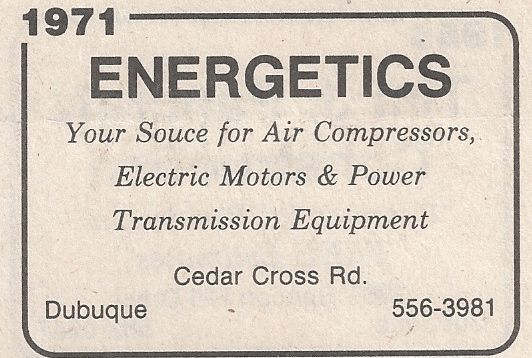 1971
ENERGETICS
Your Souce for Air Compressors,
Electric Motors & Power
Transmission Equipment
Cedar Cross Rd.
Dubuque 556-3981